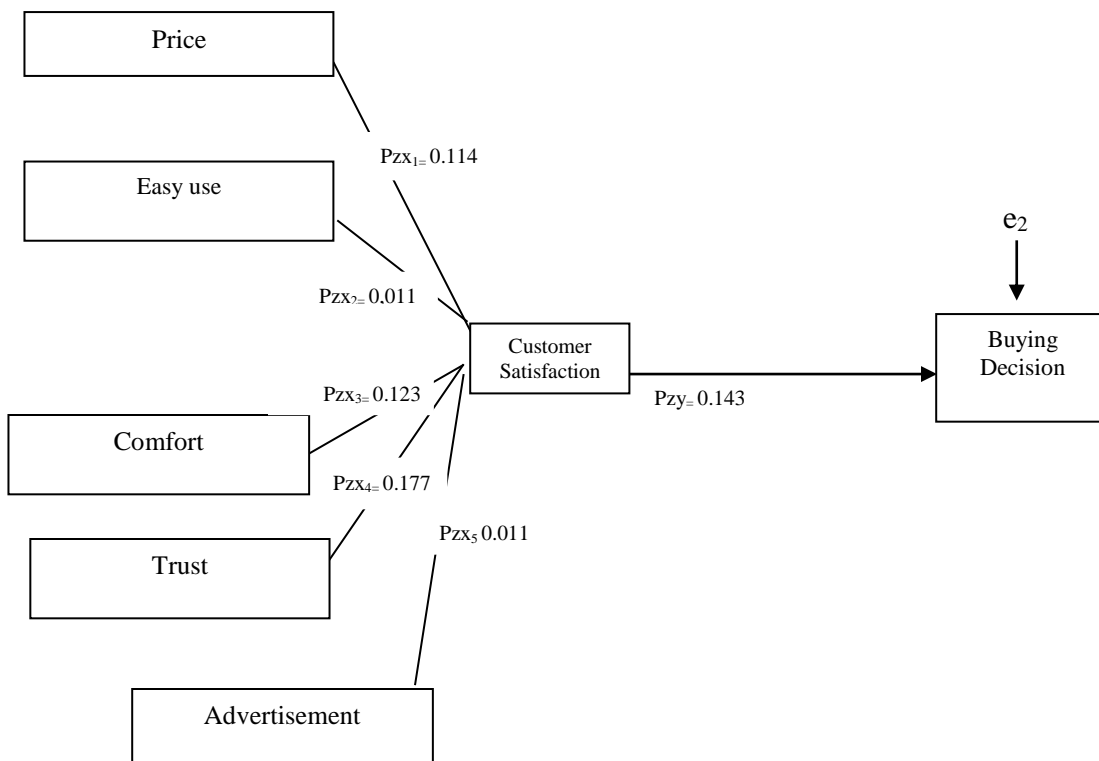 Price
Pzx₁₌ 0.114
Easy use
e₂
Pzx₂₌ 0,011
Customer
Satisfaction
Buying
Decision
Pzx₃₌ 0.123
Pzy₌ 0.143
Comfort
Pzx₄₌ 0.177
Pzx₅ 0.011
Trust
Advertisement